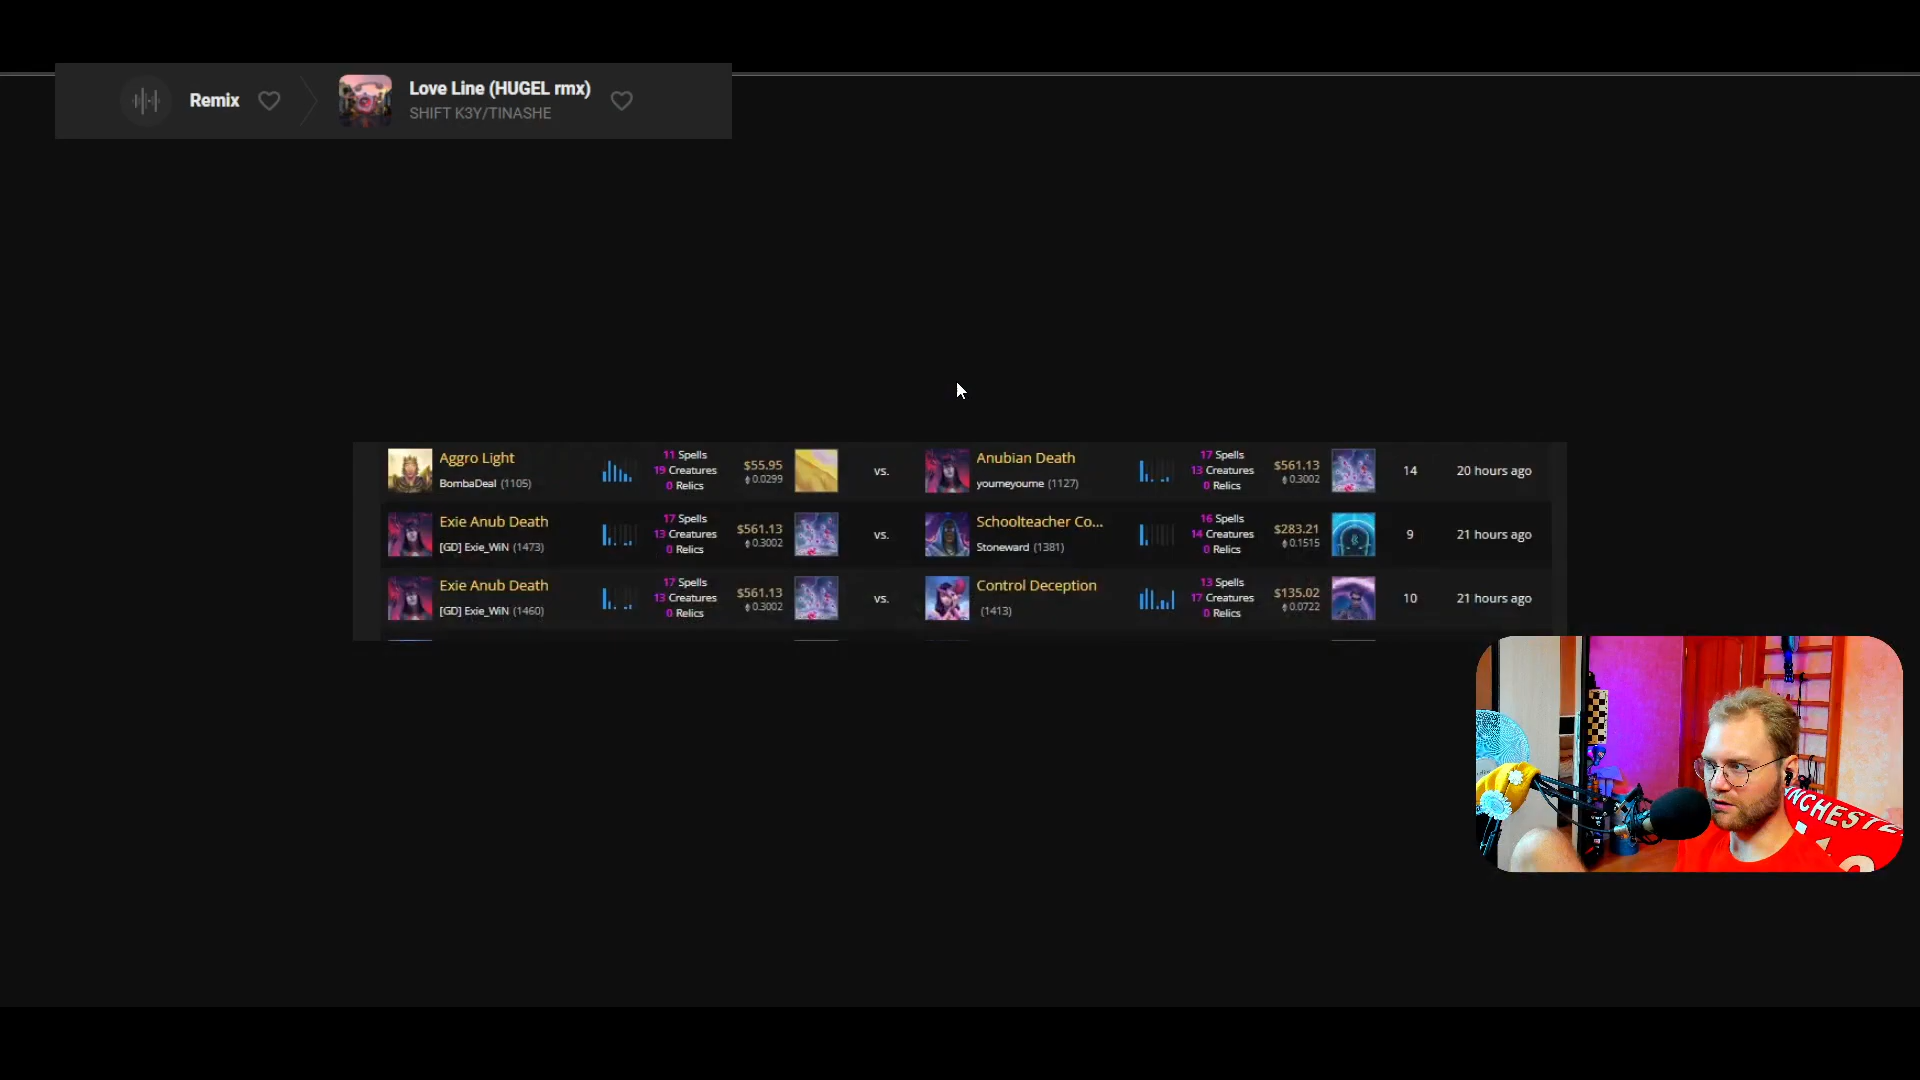 Remix
Love Line (HUGEL rmx)
SHIFT K3Y/TINASHE
Aggro Light
BombaDeal (1105)
11 Spells
19 Creatures
0 Relics
$55.95
0.0299
vs.
Anubian Death
youmeyoume (1127)
17 Spells
13 Creatures
0 Relics
$561.13
0.3002
14
20 hours ago
Exie Anub Death
[GD] Exie_WiN (1473)
17 Spells
13 Creatures
0 Relics
$561.13
0.3002
vs.
Schoolteacher Co...
Stoneward (1381)
16 Spells
14 Creatures
0 Relics
$283.21
0.1515
9
21 hours ago
Exie Anub Death
[GD] Exie_WiN (1460)
17 Spells
13 Creatures
0 Relics
$561.13
0.3002
vs.
Control Deception
(1413)
13 Spells
17 Creatures
0 Relics
$135.02
0.0722
10
21 hours ago